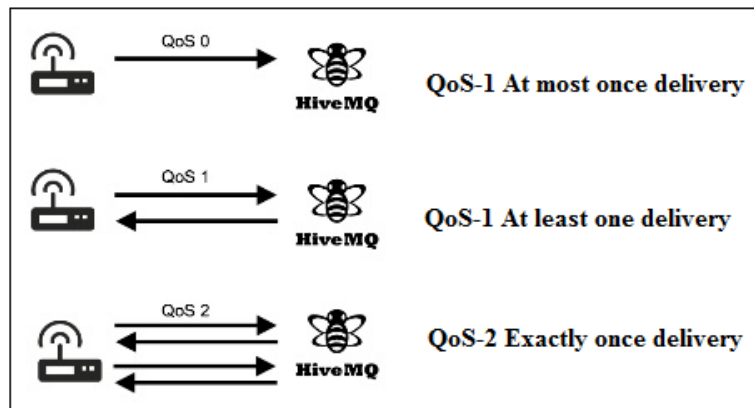 QoS 0
HiveMQ
QoS-1 At most once delivery
QoS 1
HiveMQ
QoS-1 At least one delivery
QoS 2
HiveMQ
QoS-2 Exactly once delivery